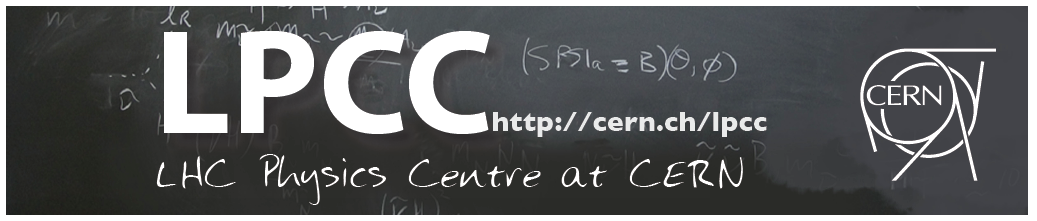 LPCC
(SPS1a ≡ B)(θ,φ)
http://cern.ch/lpcc
CERN
LHC Physics Centre at CERN